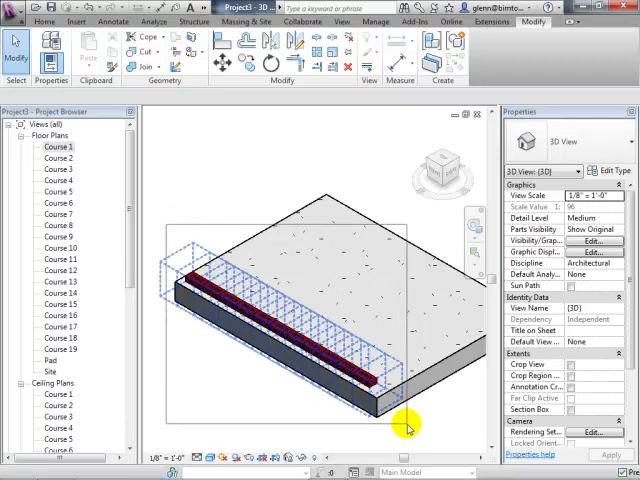 Project3 - 3D ...
glenn@bimto...
Home
Insert
Annotate
Analyze
Structure
Massing & Site
Collaborate
View
Manage
Online
Extensions
Modify
Modify
Cope
Cut
Join
Paste
Measure
Create
Select
Properties
Clipboard
Geometry
Modify
View
Measure
Create
Project3 - Project Browser
Views (all)
Floor Plans
Course 1
Course 2
Course 3
Course 4
Course 5
Course 6
Course 7
Course 8
Course 9
Course 10
Course 11
Course 12
Course 13
Course 14
Course 15
Course 16
Course 17
Course 18
Course 19
Pad
Site
Ceiling Plans
Course 1
Course 2
Course 3
Course 4
Course 5
Course 6
Properties
3D View
3D View: {3D}
Edit Type
Graphics
View Scale 1/8" = 1'-0"
Scale Value 1: 96
Detail Level Medium
Parts Visibility Show Original
Visibility/Grap... Edit...
Graphic Displ... Edit...
Discipline Architectural
Default Analy... None
Sun Path
Identity Data
View Name {3D}
Dependency Independent
Title on Sheet
Default View ... None
Extents
Crop View
Crop Region ...
Annotation Cr...
Far Clip Active
Section Box
Camera
Rendering Set... Edit...
Locked Orient...
Properties help
Apply
1/8" = 1'-0"
:0
Main Model
Pre